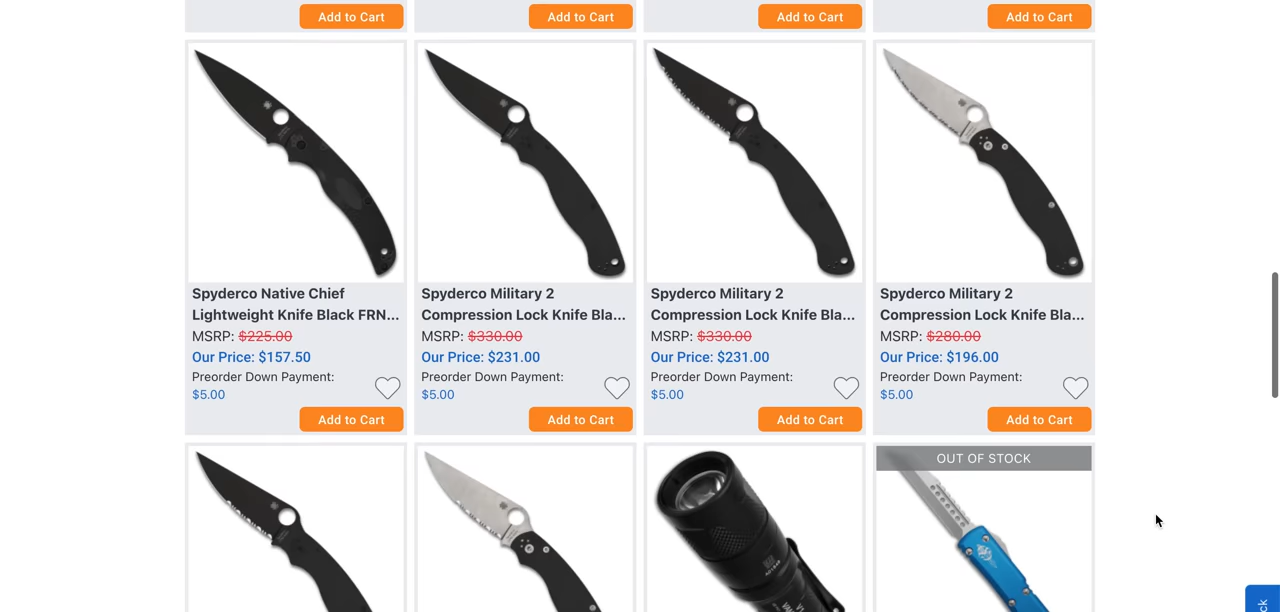 Add to Cart
Add to Cart
Add to Cart
Add to Cart
Spyderco Native Chief
Lightweight Knife Black FRN...
MSRP: $225.00
Our Price: $157.50
Preorder Down Payment:
$5.00
Add to Cart
Spyderco Military 2
Compression Lock Knife Bla...
MSRP: $330.00
Our Price: $231.00
Preorder Down Payment:
$5.00
Add to Cart
Spyderco Military 2
Compression Lock Knife Bla...
MSRP: $330.00
Our Price: $231.00
Preorder Down Payment:
$5.00
Add to Cart
Spyderco Military 2
Compression Lock Knife Bla...
MSRP: $280.00
Our Price: $196.00
Preorder Down Payment:
$5.00
Add to Cart
OUT OF STOCK